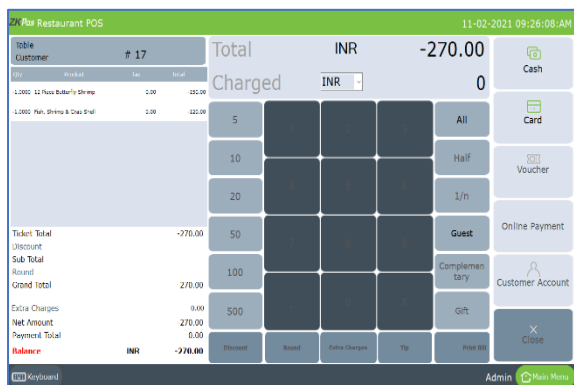 ZKPos Restaurant POS 11-02-2021 09:26:08 AM
Table
Customer # 17
Qty Product Tax Total
-1.0000 12 Piece Butterfly Shrimp 0.00 -150.00
-1.0000 Fish, Shrimp & Crab Shell 0.00 -120.00
Ticket Total -270.00
Discount
Sub Total
Round
Grand Total 270.00
Extra Charges 0.00
Net Amount 270.00
Payment Total 0.00
Balance INR -270.00
Total INR -270.00
Charged INR 0
5
10
20
50
100
500
All
Half
1/n
Guest
Complemen
tary
Gift
Discount Round Extra Charges Tip Print Bill
Cash
Card
Voucher
Online Payment
Customer Account
Close
Keyboard Admin Main Menu